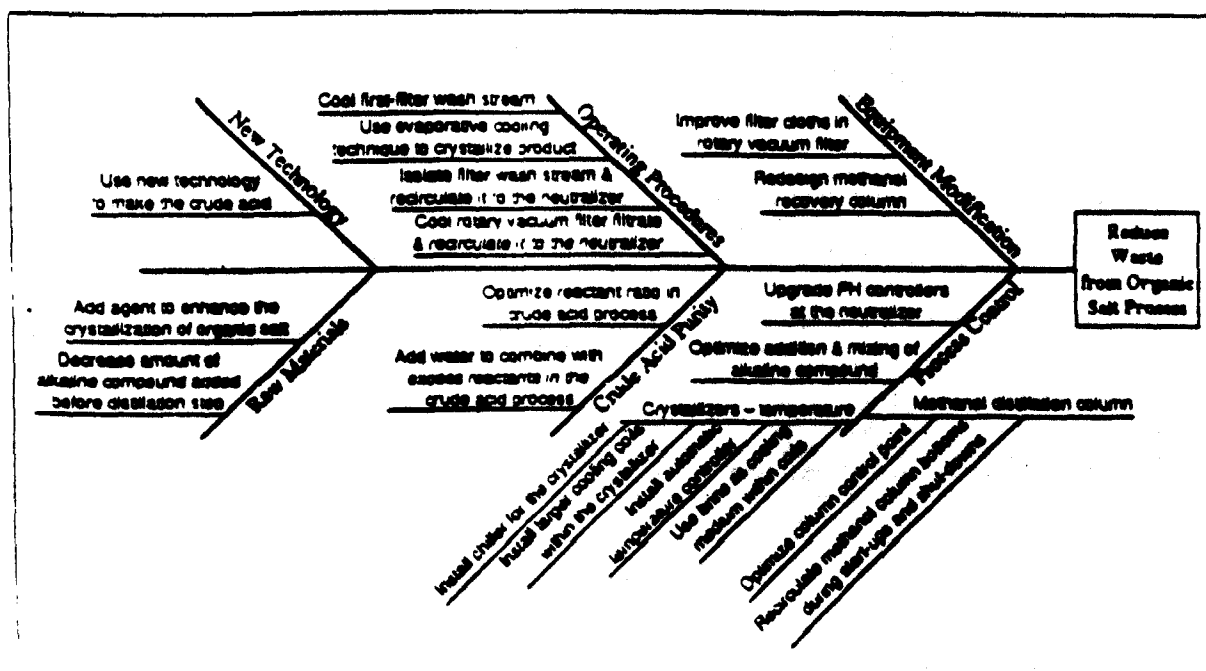 New Technology
Use new technology
to make the crude acid
Operating Procedures
Cool first-filter wash stream
Use evaporative cooling
technique to crystallize product
Isolate filter wash stream &
recirculate it to the neutralizer
Cool rotary vacuum filter filtrate
& recirculate it to the neutralizer
Equipment Modification
Improve filter cloths in
rotary vacuum filter
Redesign methanol
recovery column
Reduce
Waste
from Organic
Salt Process
Raw Materials
Add agent to enhance the
crystallization of organic salt
Decrease amount of
alkaline compound added
before distillation step
Crude Acid Purity
Optimize reactant ratio in
crude acid process
Add water to combine with
excess reactants in the
crude acid process
Process Control
Upgrade PH controllers
at the neutralizer
Optimize addition & mixing of
alkaline compound
Crystallizers - temperature
Install chiller for the crystallizer
Install larger cooling coils
within the crystallizer
Install automatic
temperature controller
Use brine as cooling
medium within coils
Methanol distillation column
Optimize column control point
Recirculate methanol column bottoms
during start-ups and shut-downs